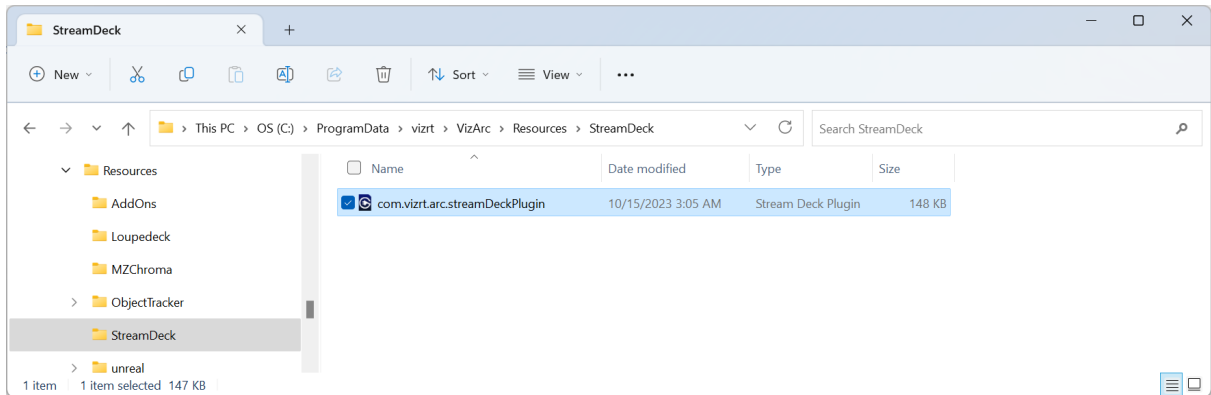 StreamDeck
New
Sort
View
This PC > OS (C:) > ProgramData > vizrt > VizArc > Resources > StreamDeck
Search StreamDeck
Resources
AddOns
Loupedeck
MZChroma
ObjectTracker
StreamDeck
unreal
Name Date modified Type Size
com.vizrt.arc.streamDeckPlugin 10/15/2023 3:05 AM Stream Deck Plugin 148 KB
1 item 1 item selected 147 KB